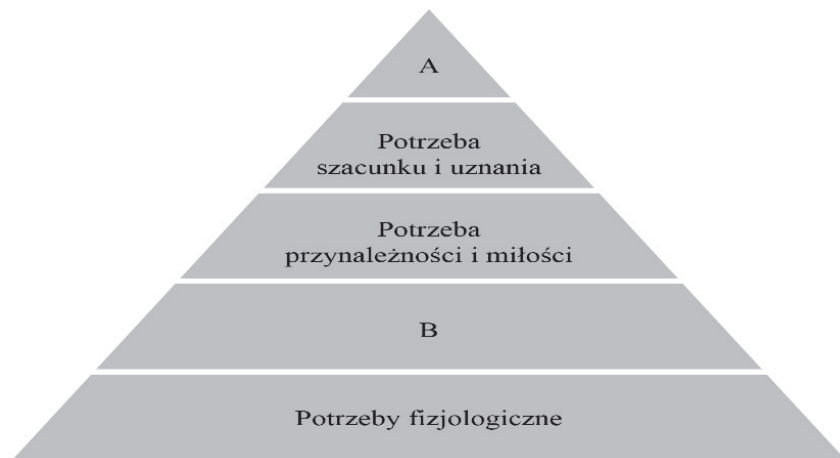 A
Potrzeba
szacunku i uznania
Potrzeba
przynależności i miłości
B
Potrzeby fizjologiczne